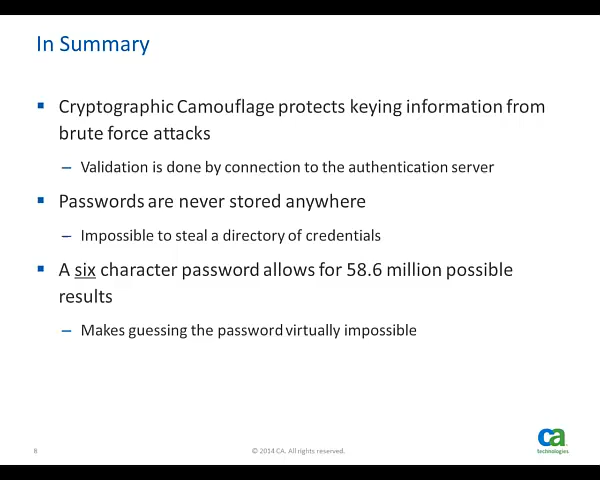 In Summary
Cryptographic Camouflage protects keying information from
brute force attacks
– Validation is done by connection to the authentication server
Passwords are never stored anywhere
– Impossible to steal a directory of credentials
A six character password allows for 58.6 million possible
results
– Makes guessing the password virtually impossible
8
© 2014 CA. All rights reserved.
ca
technologies